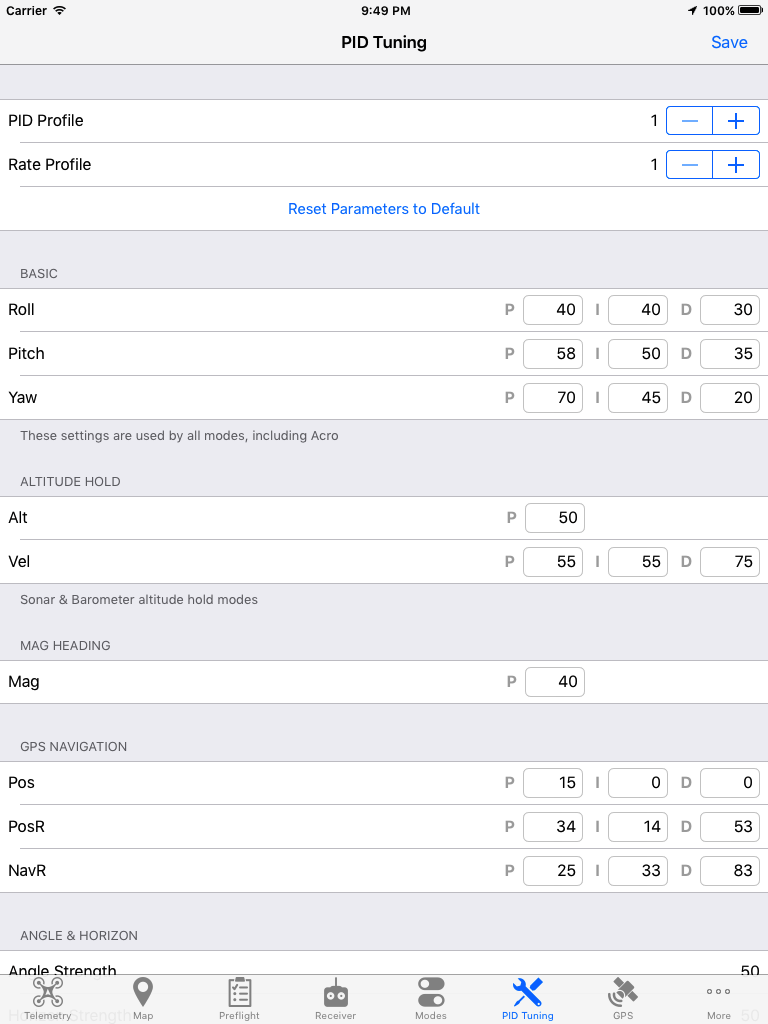 Carrier 9:49 PM 100%
PID Tuning Save
PID Profile 1 — +
Rate Profile 1 — +
Reset Parameters to Default
BASIC
Roll P 40 I 40 D 30
Pitch P 58 I 50 D 35
Yaw P 70 I 45 D 20
These settings are used by all modes, including Acro
ALTITUDE HOLD
Alt P 50
Vel P 55 I 55 D 75
Sonar & Barometer altitude hold modes
MAG HEADING
Mag P 40
GPS NAVIGATION
Pos P 15 I 0 D 0
PosR P 34 I 14 D 53
NavR P 25 I 33 D 83
ANGLE & HORIZON
Angle Strength 50
Strength 50
Telemetry Map Preflight Receiver Modes PID Tuning GPS More